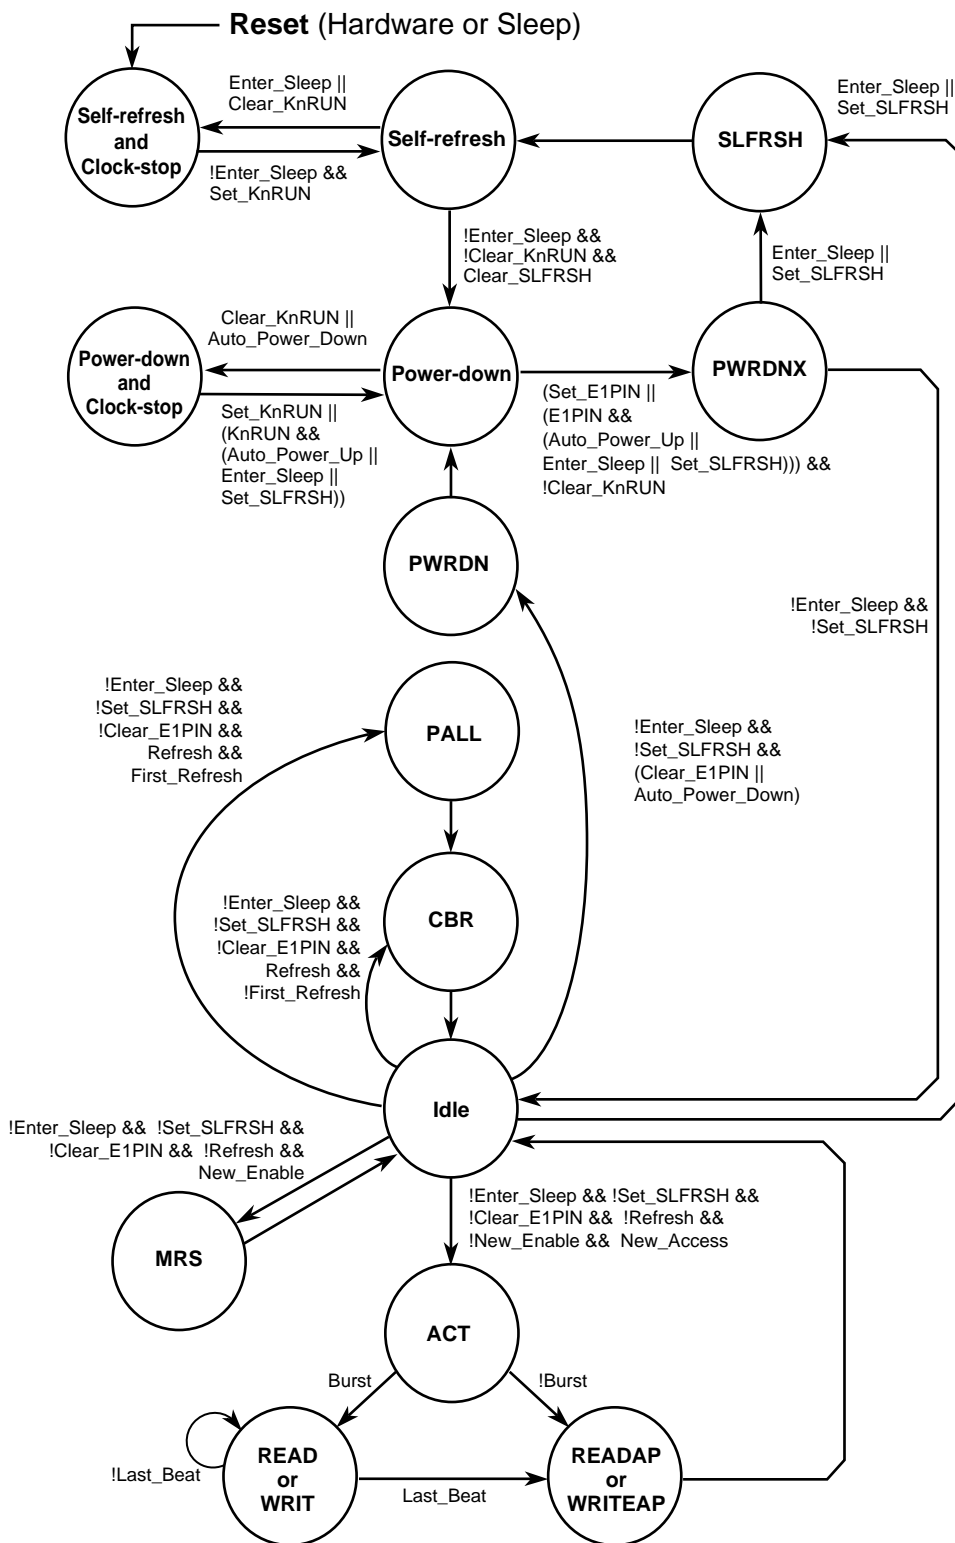 Reset (Hardware or Sleep)
Enter_Sleep ||
Clear_KnRUN
Enter_Sleep ||
Set_SLFRSH
Self-refresh
and
Clock-stop
Self-refresh
SLFRSH
!Enter_Sleep &&
Set_KnRUN
!Enter_Sleep &&
!Clear_KnRUN &&
Clear_SLFRSH
Enter_Sleep ||
Set_SLFRSH
Clear_KnRUN ||
Auto_Power_Down
Power-down
and
Clock-stop
Power-down
PWRDNX
Set_KnRUN ||
(KnRUN &&
(Auto_Power_Up ||
Enter_Sleep ||
Set_SLFRSH))
(Set_E1PIN ||
(E1PIN &&
(Auto_Power_Up ||
Enter_Sleep || Set_SLFRSH))) &&
!Clear_KnRUN
PWRDN
!Enter_Sleep &&
!Set_SLFRSH
!Enter_Sleep &&
!Set_SLFRSH &&
!Clear_E1PIN &&
Refresh &&
First_Refresh
PALL
!Enter_Sleep &&
!Set_SLFRSH &&
(Clear_E1PIN ||
Auto_Power_Down)
!Enter_Sleep &&
!Set_SLFRSH &&
!Clear_E1PIN &&
Refresh &&
!First_Refresh
CBR
Idle
!Enter_Sleep && !Set_SLFRSH &&
!Clear_E1PIN && !Refresh &&
New_Enable
!Enter_Sleep && !Set_SLFRSH &&
!Clear_E1PIN && !Refresh &&
!New_Enable && New_Access
MRS
ACT
Burst
!Burst
!Last_Beat
READ
or
WRIT
Last_Beat
READAP
or
WRITEAP